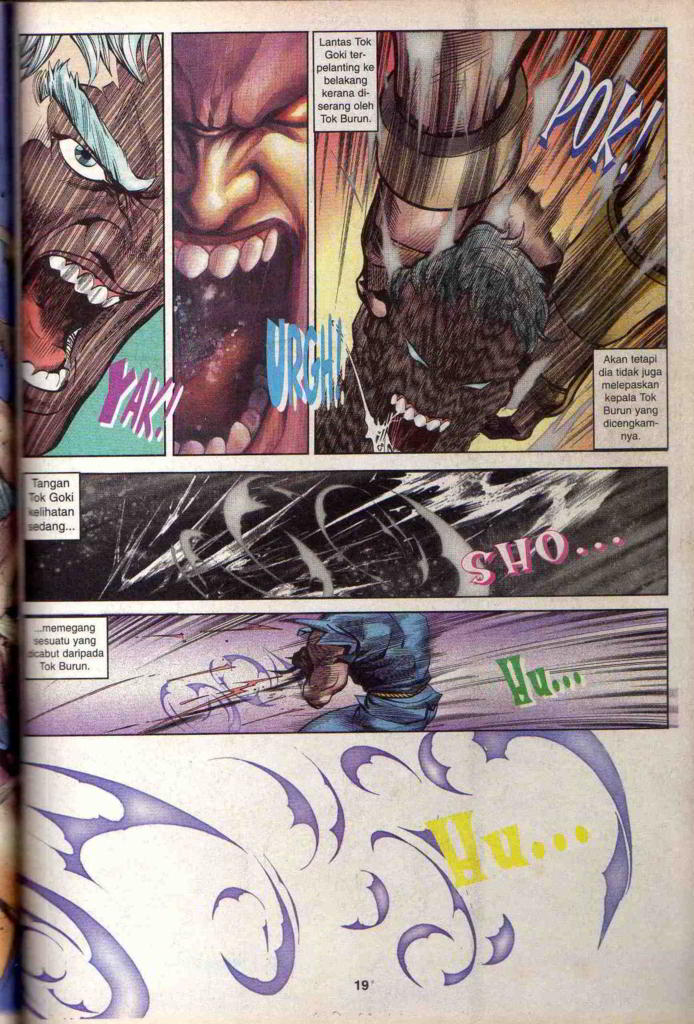 YAK!
URGH!
Lantas Tok
Goki ter-
pelanting ke
belakang
kerana di-
serang oleh
Tok Burun.
POK!
Akan tetapi
dia tidak juga
melepaskan
kepala Tok
Burun yang
dicengkam-
nya.
Tangan
Tok Goki
kelihatan
sedang...
SHO...
...memegang
sesuatu yang
dicabut daripada
Tok Burun.
Hu...
Hu...
19